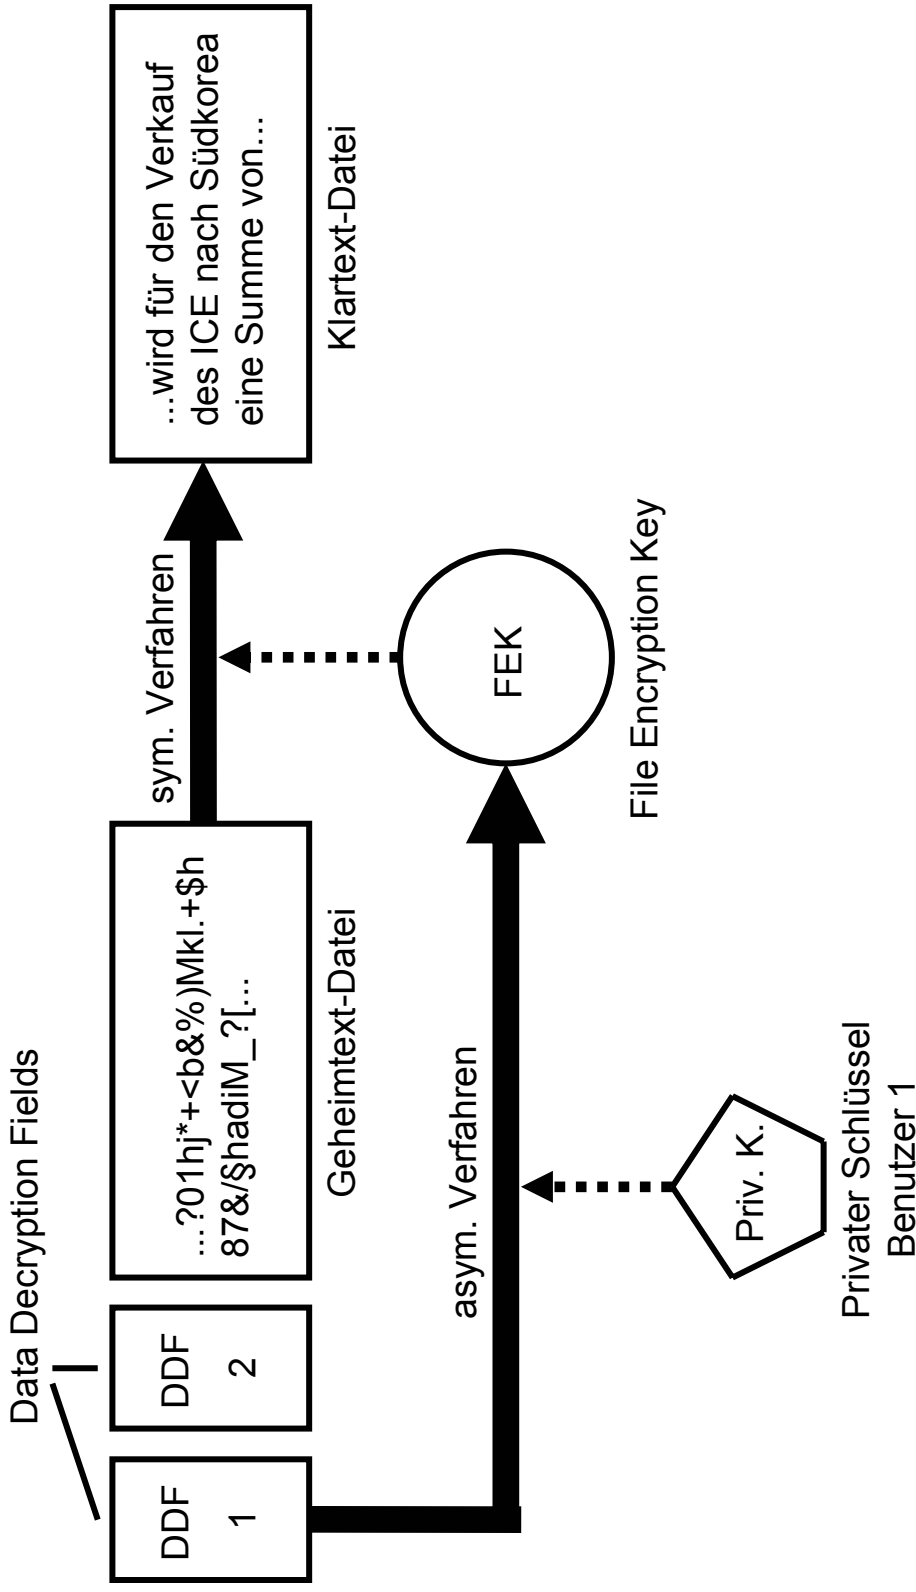 Data Decryption Fields
DDF
1
DDF
2
...?01hj*+<b&%)Mkl.+$h
87&/§hadiM_?[...
Geheimtext-Datei
sym. Verfahren
...wird für den Verkauf
des ICE nach Südkorea
eine Summe von...
Klartext-Datei
asym. Verfahren
FEK
File Encryption Key
Priv. K.
Privater Schlüssel
Benutzer 1